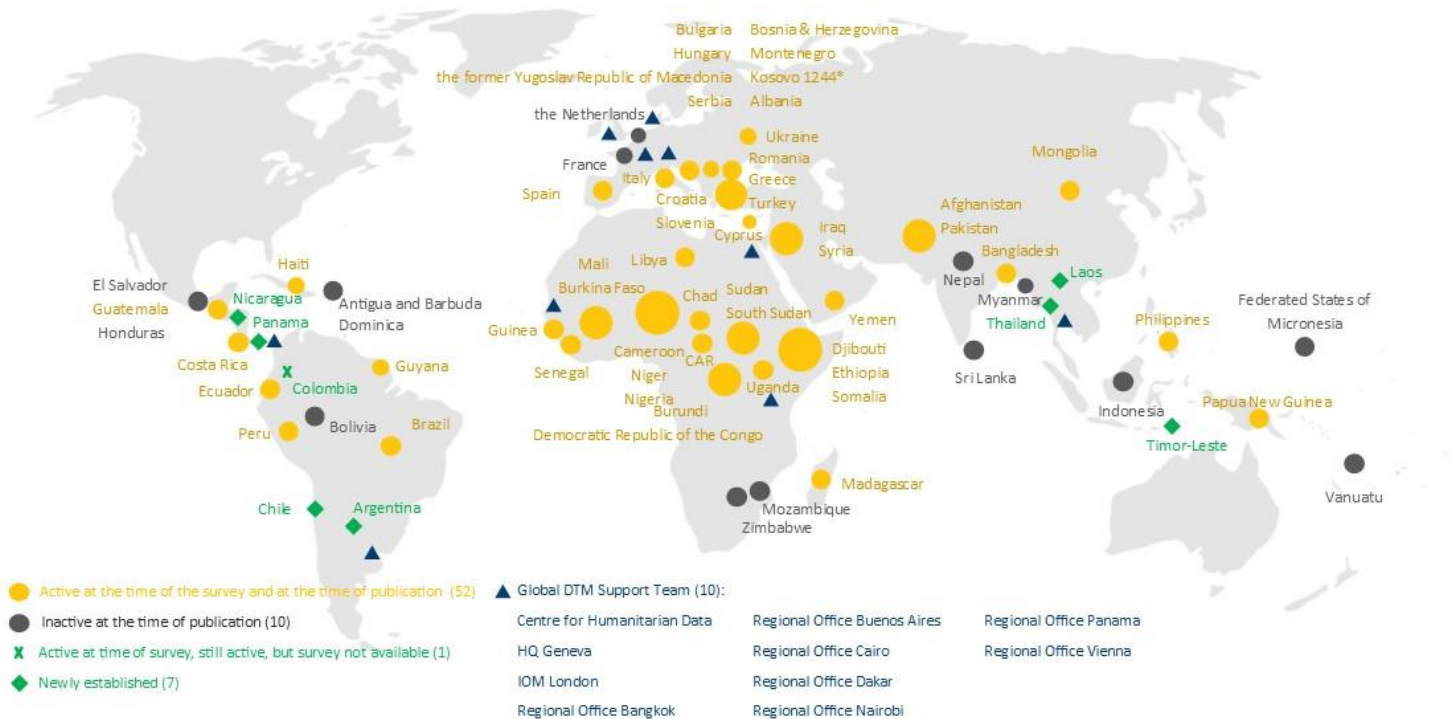 Bulgaria
Bosnia & Herzegovina
Hungary
Montenegro
the former Yugoslav Republic of Macedonia
Kosovo 1244*
Serbia
Albania
the Netherlands
Ukraine
France
Romania
Mongolia
Italy
Greece
Spain
Croatia
Turkey
Afghanistan
Slovenia
Iraq
Pakistan
Cyprus
Syria
Bangladesh
Haiti
Mali
Libya
Laos
El Salvador
Nicaragua
Antigua and Barbuda
Burkina Faso
Chad
Sudan
Nepal
Myanmar
Federated States of
Guatemala
Panama
Dominica
South Sudan
Yemen
Thailand
Philippines
Micronesia
Honduras
Guinea
Costa Rica
Guyana
Senegal
Cameroon
CAR
Djibouti
Sri Lanka
Ecuador
Colombia
Niger
Uganda
Ethiopia
Indonesia
Papua New Guinea
Nigeria
Somalia
Peru
Bolivia
Brazil
Burundi
Democratic Republic of the Congo
Timor-Leste
Madagascar
Vanuatu
Chile
Argentina
Mozambique
Zimbabwe
Active at the time of the survey and at the time of publication (52)
Inactive at the time of publication (10)
Active at time of survey, still active, but survey not available (1)
Newly established (7)
Global DTM Support Team (10):
Centre for Humanitarian Data
Regional Office Buenos Aires
Regional Office Panama
HQ Geneva
Regional Office Cairo
Regional Office Vienna
IOM London
Regional Office Dakar
Regional Office Bangkok
Regional Office Nairobi